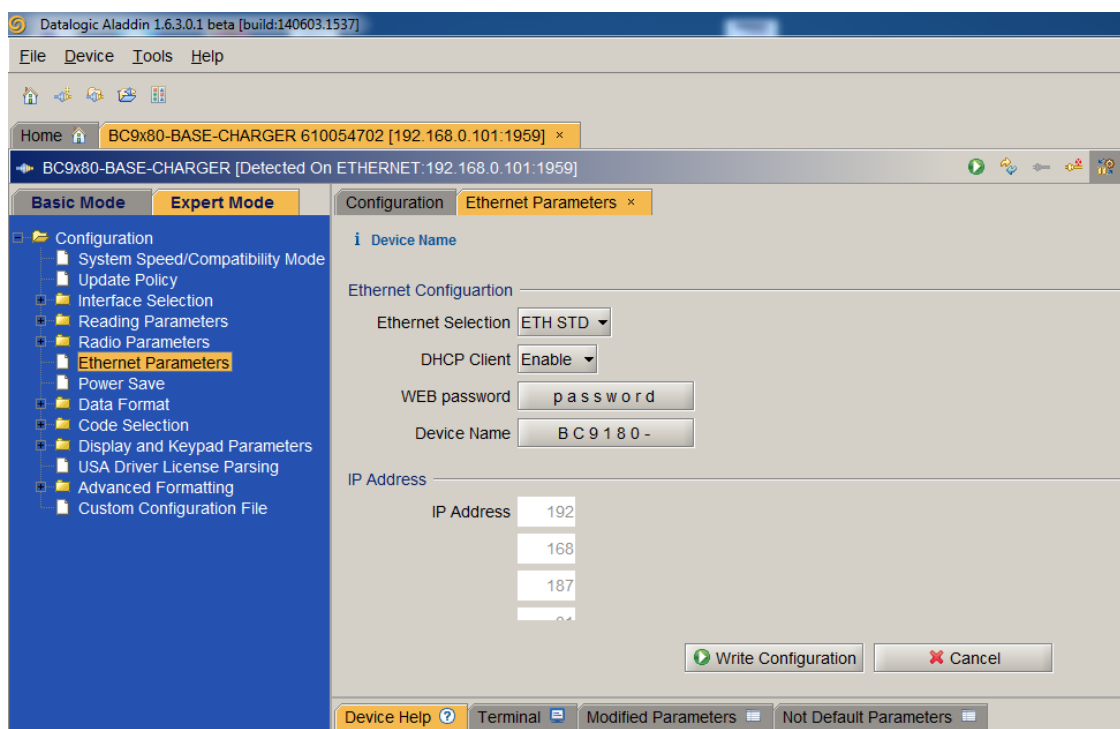 Datalogic Aladdin 1.6.3.0.1 beta [build:140603.1537]
File Device Tools Help
Home BC9x80-BASE-CHARGER 610054702 [192.168.0.101:1959] ×
BC9x80-BASE-CHARGER [Detected On ETHERNET:192.168.0.101:1959]
Basic Mode Expert Mode
Configuration Ethernet Parameters ×
Configuration
System Speed/Compatibility Mode
Update Policy
Interface Selection
Reading Parameters
Radio Parameters
Ethernet Parameters
Power Save
Data Format
Code Selection
Display and Keypad Parameters
USA Driver License Parsing
Advanced Formatting
Custom Configuration File
i Device Name
Ethernet Configuartion
Ethernet Selection ETH STD
DHCP Client Enable
WEB password p a s s w o r d
Device Name B C 9 1 8 0 -
IP Address
IP Address 192
168
187
Write Configuration Cancel
Device Help ? Terminal Modified Parameters Not Default Parameters